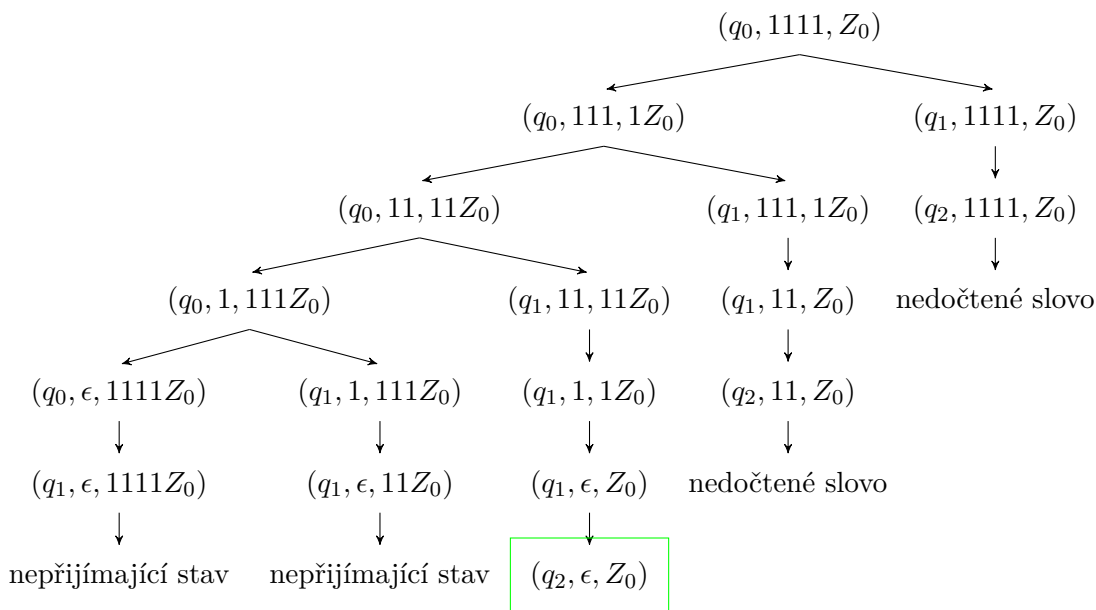 (q₀, 1111, Z₀)
(q₀, 111, 1Z₀) (q₁, 1111, Z₀)
(q₀, 11, 11Z₀) (q₁, 111, 1Z₀) (q₂, 1111, Z₀)
(q₀, 1, 111Z₀) (q₁, 11, 11Z₀) (q₁, 11, Z₀) nedočtené slovo
(q₀, ϵ, 1111Z₀) (q₁, 1, 111Z₀) (q₁, 1, 1Z₀) (q₂, 11, Z₀)
(q₁, ϵ, 1111Z₀) (q₁, ϵ, 11Z₀) (q₁, ϵ, Z₀) nedočtené slovo
nepřijímající stav nepřijímající stav (q₂, ϵ, Z₀)